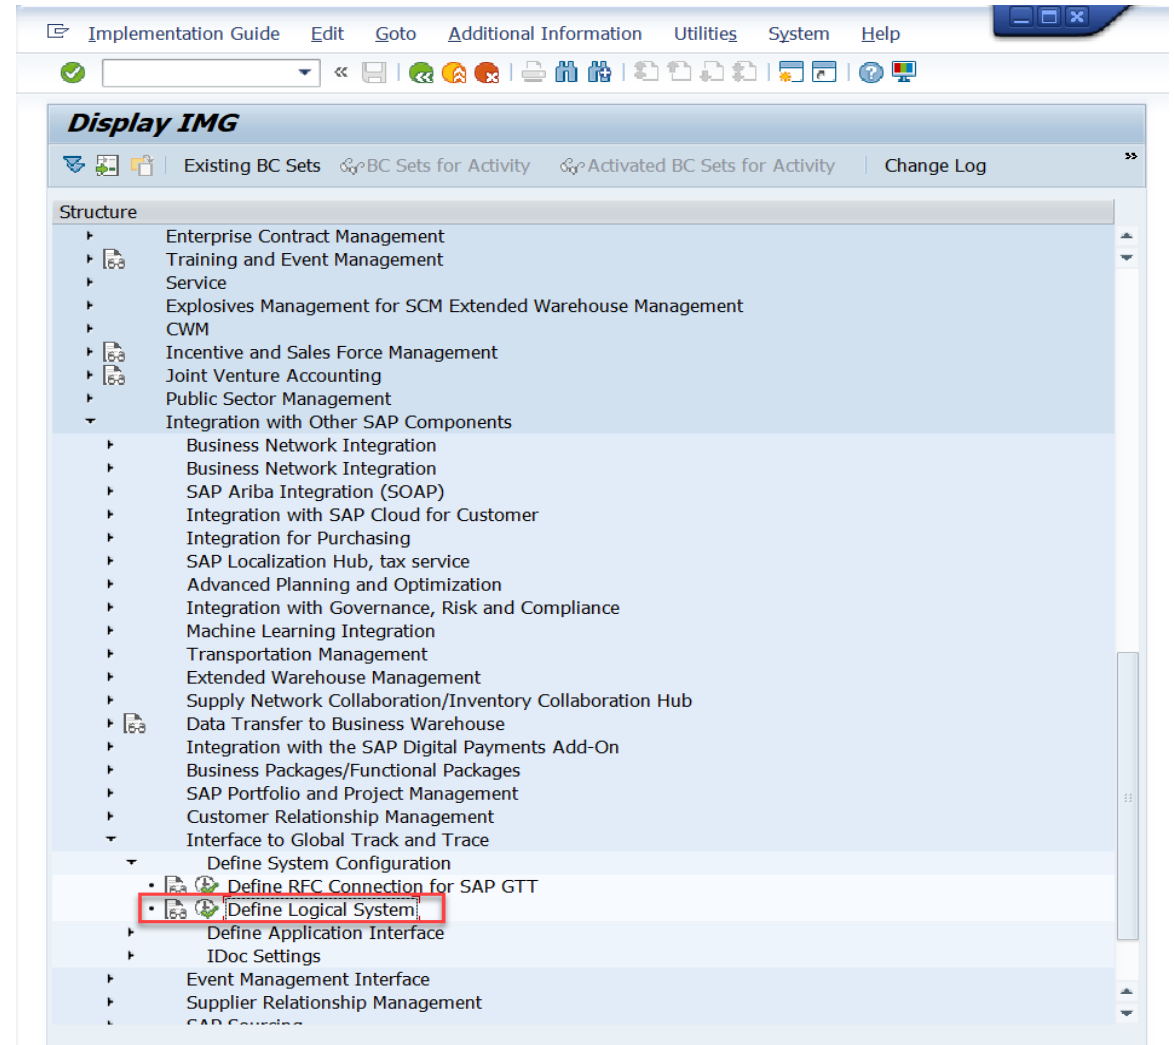 Implementation Guide Edit Goto Additional Information Utilities System Help
Display IMG
Existing BC Sets BC Sets for Activity Activated BC Sets for Activity Change Log
Structure
Enterprise Contract Management
Training and Event Management
Service
Explosives Management for SCM Extended Warehouse Management
CWM
Incentive and Sales Force Management
Joint Venture Accounting
Public Sector Management
Integration with Other SAP Components
Business Network Integration
Business Network Integration
SAP Ariba Integration (SOAP)
Integration with SAP Cloud for Customer
Integration for Purchasing
SAP Localization Hub, tax service
Advanced Planning and Optimization
Integration with Governance, Risk and Compliance
Machine Learning Integration
Transportation Management
Extended Warehouse Management
Supply Network Collaboration/Inventory Collaboration Hub
Data Transfer to Business Warehouse
Integration with the SAP Digital Payments Add-On
Business Packages/Functional Packages
SAP Portfolio and Project Management
Customer Relationship Management
Interface to Global Track and Trace
Define System Configuration
Define RFC Connection for SAP GTT
Define Logical System
Define Application Interface
IDoc Settings
Event Management Interface
Supplier Relationship Management
SAP Sourcing